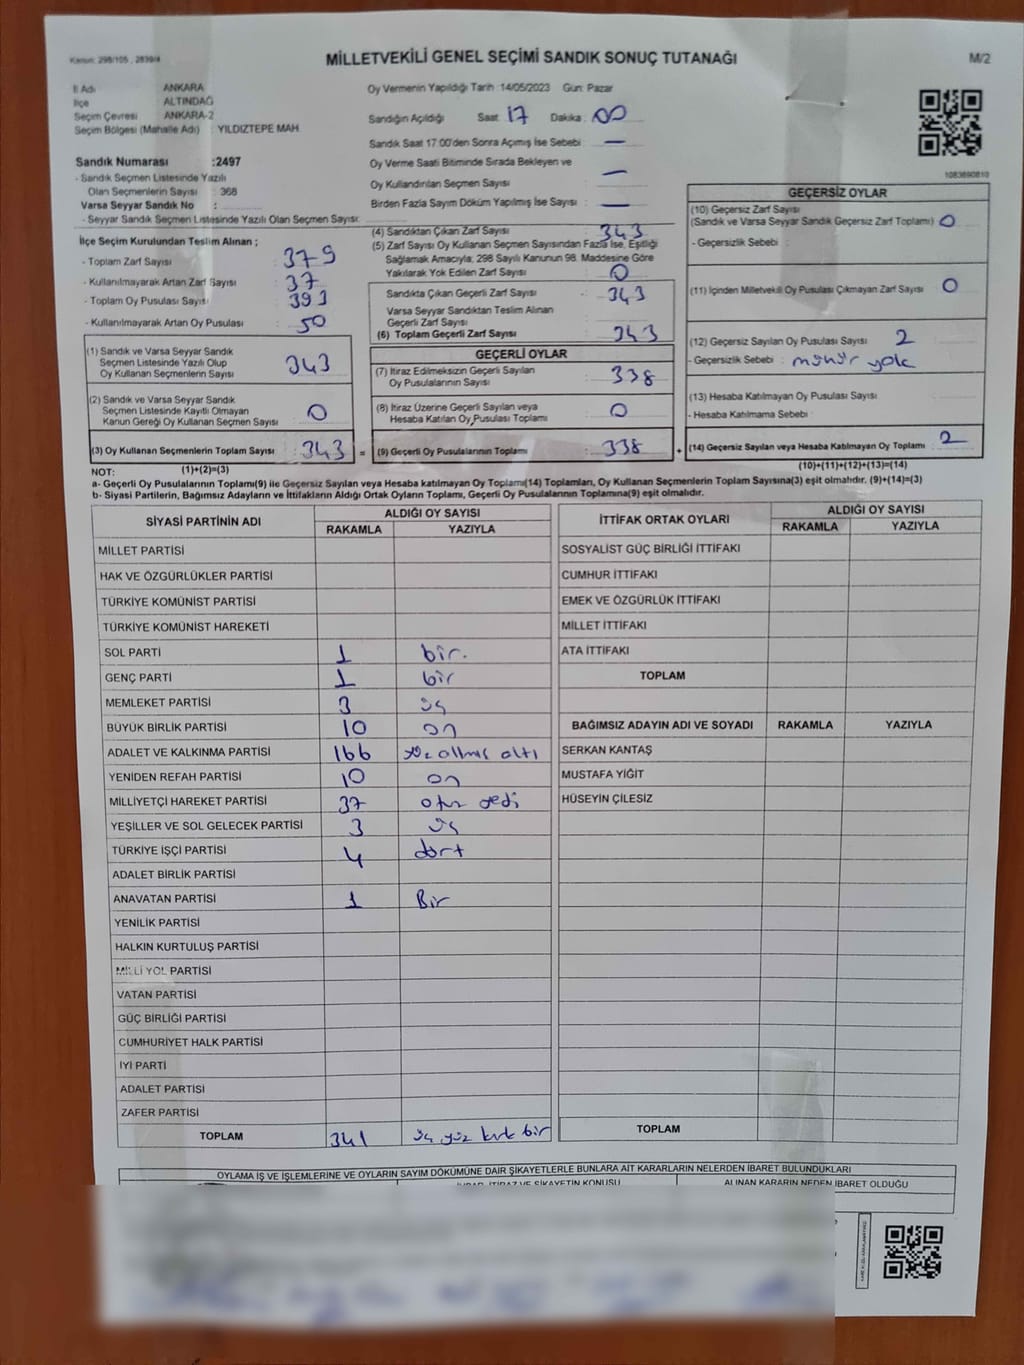 Kanun: 298/105 , 2839/4
MİLLETVEKİLİ GENEL SEÇİMİ SANDIK SONUÇ TUTANAĞI
M/2
İl Adı ANKARA
İlçe ALTINDAĞ
Seçim Çevresi ANKARA-2
Seçim Bölgesi (Mahalle Adı) : YILDIZTEPE MAH.
Sandık Numarası :2497
- Sandık Seçmen Listesinde Yazılı
Olan Seçmenlerin Sayısı : 368
Varsa Seyyar Sandık No :
- Seyyar Sandık Seçmen Listesinde Yazılı Olan Seçmen Sayısı:
Oy Vermenin Yapıldığı Tarih :14/05/2023 Gün: Pazar
Sandığın Açıldığı Saat: 17 Dakika : 00
Sandık Saat 17:00'den Sonra Açımış İse Sebebi : —
Oy Verme Saati Bitiminde Sırada Bekleyen ve
Oy Kullandırılan Seçmen Sayısı : —
Birden Fazla Sayım Döküm Yapılmış İse Sayısı : —
1083690810
İlçe Seçim Kurulundan Teslim Alınan ;
- Toplam Zarf Sayısı : 379
- Kullanılmayarak Artan Zarf Sayısı : 37
- Toplam Oy Pusulası Sayısı : 393
- Kullanılmayarak Artan Oy Pusulası : 50
(1) Sandık ve Varsa Seyyar Sandık
Seçmen Listesinde Yazılı Olup
Oy Kullanan Seçmenlerin Sayısı : 343
(2) Sandık ve Varsa Seyyar Sandık
Seçmen Listesinde Kayıtlı Olmayan
Kanun Gereği Oy Kullanan Seçmen Sayısı : 0
(3) Oy Kullanan Seçmenlerin Toplam Sayısı : 343 =
(4) Sandıktan Çıkan Zarf Sayısı : 343
(5) Zarf Sayısı Oy Kullanan Seçmen Sayısından Fazla İse, Eşitliği
Sağlamak Amacıyla; 298 Sayılı Kanunun 98. Maddesine Göre
Yakılarak Yok Edilen Zarf Sayısı : 0
Sandıkta Çıkan Geçerli Zarf Sayısı : 343
Varsa Seyyar Sandıktan Teslim Alınan
Geçerli Zarf Sayısı :
(6) Toplam Geçerli Zarf Sayısı : 343
GEÇERLİ OYLAR
(7) İtiraz Edilmeksizin Geçerli Sayılan
Oy Pusulalarının Sayısı : 338
(8) İtiraz Üzerine Geçerli Sayılan veya
Hesaba Katılan Oy Pusulası Toplamı : 0
(9) Geçerli Oy Pusulalarının Toplamı : 338 +
GEÇERSİZ OYLAR
(10) Geçersiz Zarf Sayısı
(Sandık ve Varsa Seyyar Sandık Geçersiz Zarf Toplamı) : 0
- Geçersizlik Sebebi :
(11) İçinden Milletvekili Oy Pusulası Çıkmayan Zarf Sayısı : 0
(12) Geçersiz Sayılan Oy Pusulası Sayısı : 2
- Geçersizlik Sebebi : mühür yok
(13) Hesaba Katılmayan Oy Pusulası Sayısı :
- Hesaba Katılmama Sebebi :
(14) Geçersiz Sayılan veya Hesaba Katılmayan Oy Toplamı : 2
NOT: (1)+(2)=(3) (10)+(11)+(12)+(13)=(14)
a- Geçerli Oy Pusulalarının Toplamı(9) ile Geçersiz Sayılan veya Hesaba katılmayan Oy Toplamı(14) Toplamları, Oy Kullanan Seçmenlerin Toplam Sayısına(3) eşit olmalıdır. (9)+(14)=(3)
b- Siyasi Partilerin, Bağımsız Adayların ve İttifakların Aldığı Ortak Oyların Toplamı, Geçerli Oy Pusulalarının Toplamına(9) eşit olmalıdır.
SİYASİ PARTİNİN ADI ALDIĞI OY SAYISI
RAKAMLA YAZIYLA
MİLLET PARTİSİ
HAK VE ÖZGÜRLÜKLER PARTİSİ
TÜRKİYE KOMÜNİST PARTİSİ
TÜRKİYE KOMÜNİST HAREKETİ
SOL PARTİ 1 bir.
GENÇ PARTİ 1 bir
MEMLEKET PARTİSİ 3 üç
BÜYÜK BİRLİK PARTİSİ 10 on
ADALET VE KALKINMA PARTİSİ 166 yüz altmış altı
YENİDEN REFAH PARTİSİ 10 on
MİLLİYETÇİ HAREKET PARTİSİ 37 otuz yedi
YEŞİLLER VE SOL GELECEK PARTİSİ 3 üç
TÜRKİYE İŞÇİ PARTİSİ 4 dört
ADALET BİRLİK PARTİSİ
ANAVATAN PARTİSİ 1 Bir
YENİLİK PARTİSİ
HALKIN KURTULUŞ PARTİSİ
MİLLİ YOL PARTİSİ
VATAN PARTİSİ
GÜÇ BİRLİĞİ PARTİSİ
CUMHURİYET HALK PARTİSİ
İYİ PARTİ
ADALET PARTİSİ
ZAFER PARTİSİ
TOPLAM 341 üç yüz kırk bir
İTTİFAK ORTAK OYLARI ALDIĞI OY SAYISI
RAKAMLA YAZIYLA
SOSYALİST GÜÇ BİRLİĞİ İTTİFAKI
CUMHUR İTTİFAKI
EMEK VE ÖZGÜRLÜK İTTİFAKI
MİLLET İTTİFAKI
ATA İTTİFAKI
TOPLAM
BAĞIMSIZ ADAYIN ADI VE SOYADI RAKAMLA YAZIYLA
SERKAN KANTAŞ
MUSTAFA YİĞİT
HÜSEYİN ÇİLESİZ
TOPLAM
OYLAMA İŞ VE İŞLEMLERİNE VE OYLARIN SAYIM DÖKÜMÜNE DAİR ŞİKAYETLERLE BUNLARA AİT KARARLARIN NELERDEN İBARET BULUNDUKLARI
İTİRAZ VE ŞİKAYETİN KONUSU ALINAN KARARIN NEDEN İBARET OLDUĞU